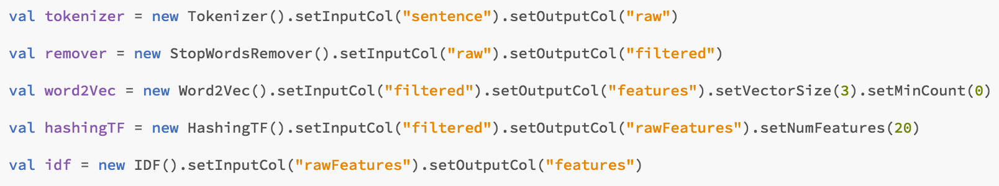 val tokenizer = new Tokenizer().setInputCol("sentence").setOutputCol("raw")
val remover = new StopWordsRemover().setInputCol("raw").setOutputCol("filtered")
val word2Vec = new Word2Vec().setInputCol("filtered").setOutputCol("features").setVectorSize(3).setMinCount(0)
val hashingTF = new HashingTF().setInputCol("filtered").setOutputCol("rawFeatures").setNumFeatures(20)
val idf = new IDF().setInputCol("rawFeatures").setOutputCol("features")